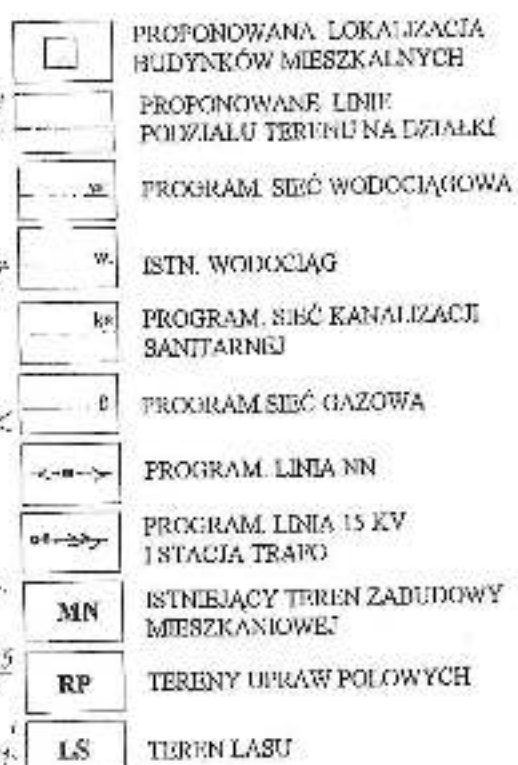 PROPONOWANA LOKALIZACJA
BUDYNKÓW MIESZKALNYCH
PROPONOWANE LINIE
PODZIAŁU TERENU NA DZIAŁKI
w PROGRAM. SIEĆ WODOCIĄGOWA
w. ISTN. WODOCIĄG
ks PROGRAM. SIEĆ KANALIZACJI
SANITARNEJ
g PROGRAM.SIEĆ GAZOWA
PROGRAM. LINIA NN
PROGRAM. LINIA 15 KV
I STACJA TRAFO
MN ISTNIEJĄCY TEREN ZABUDOWY
MIESZKANIOWEJ
RP TERENY UPRAW POLOWYCH
LS TEREN LASU